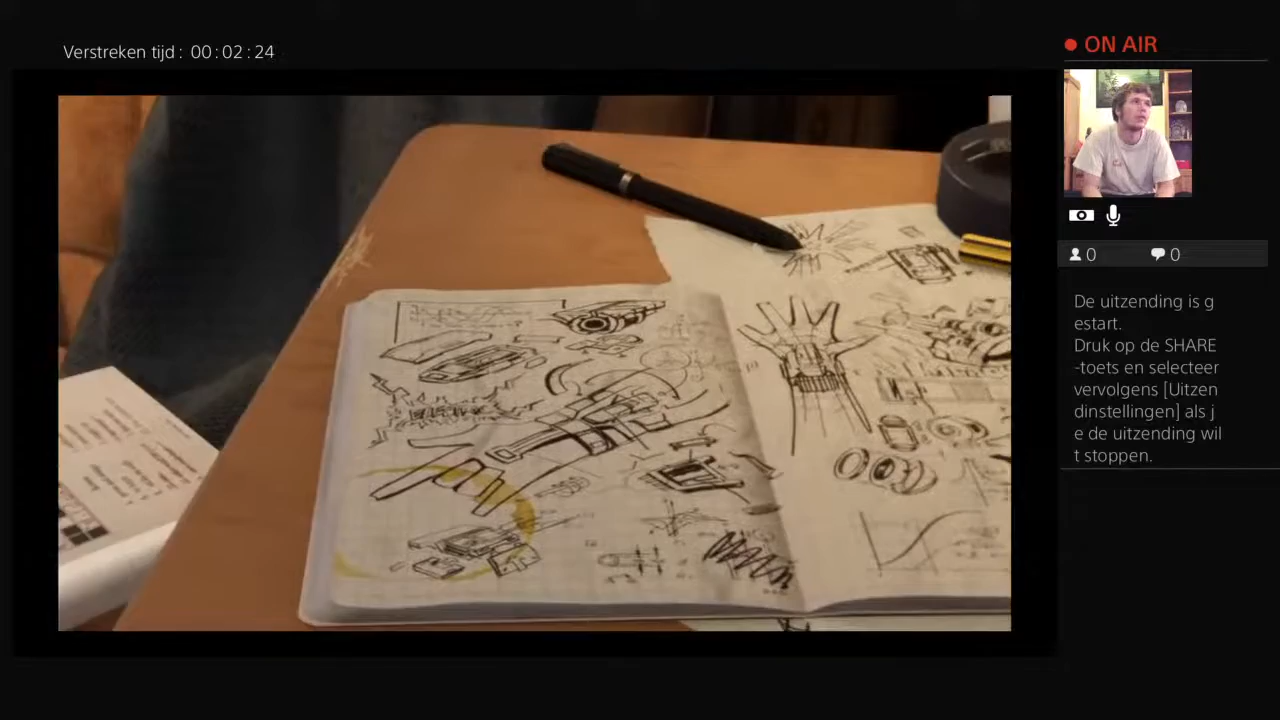 Verstreken tijd : 00:02:24
ON AIR
0 0
De uitzending is g
estart.
Druk op de SHARE
-toets en selecteer
vervolgens [Uitzen
dinstellingen] als j
e de uitzending wil
t stoppen.